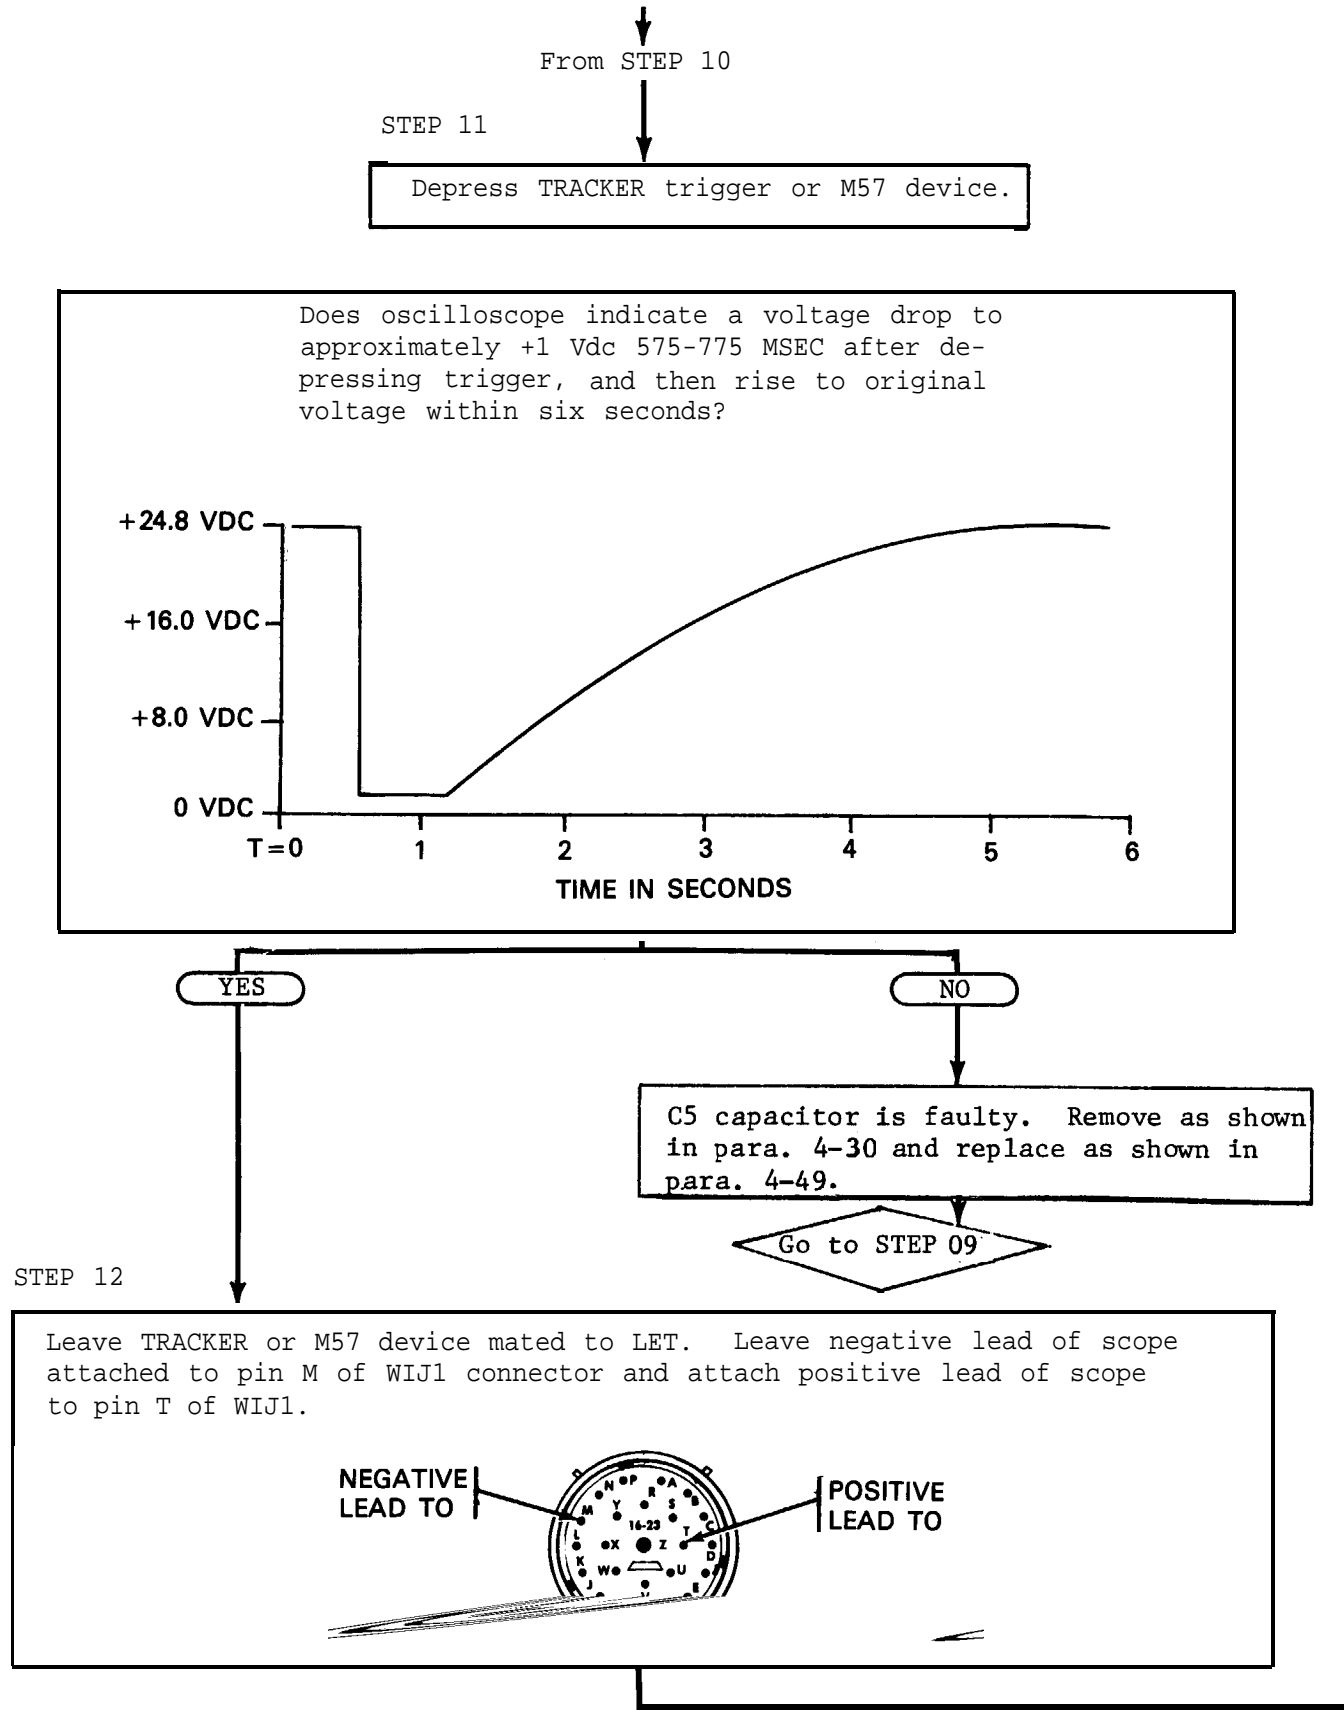 From STEP 10
STEP 11
Depress TRACKER trigger or M57 device.
Does oscilloscope indicate a voltage drop to
approximately +1 Vdc 575-775 MSEC after de-
pressing trigger, and then rise to original
voltage within six seconds?
+24.8 VDC
+16.0 VDC
+8.0 VDC
0 VDC
T=0 1 2 3 4 5 6
TIME IN SECONDS
YES
NO
C5 capacitor is faulty. Remove as shown
in para. 4-30 and replace as shown in
para. 4-49.
Go to STEP 09
STEP 12
Leave TRACKER or M57 device mated to LET. Leave negative lead of scope
attached to pin M of WIJ1 connector and attach positive lead of scope
to pin T of WIJ1.
NEGATIVE
LEAD TO
POSITIVE
LEAD TO
N P A
M Y R S B
16-23 T C
L X Z D
K W U
J E